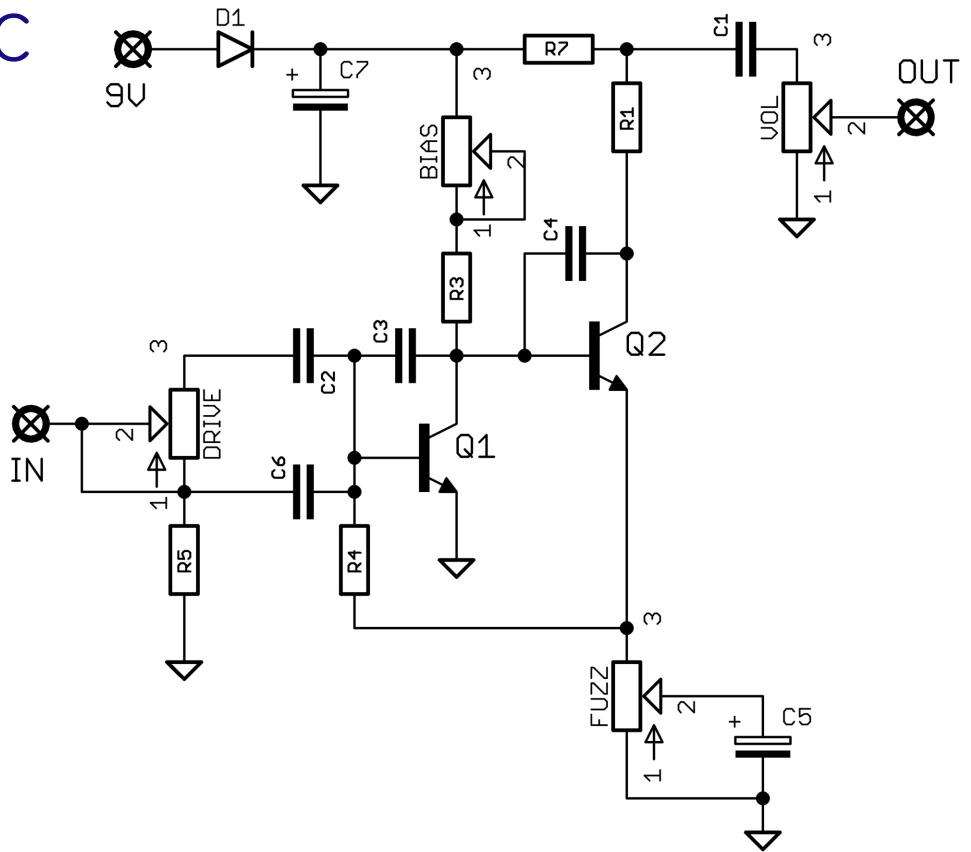 C
D1
C1
3
R7
C7
+
3
9V
OUT
R1
VOL
2
BIAS
2
1
1
C4
R3
Q2
3
C3
C2
DRIVE
2
IN
C6
Q1
1
R5
R4
3
FUZZ
2
C5
+
1